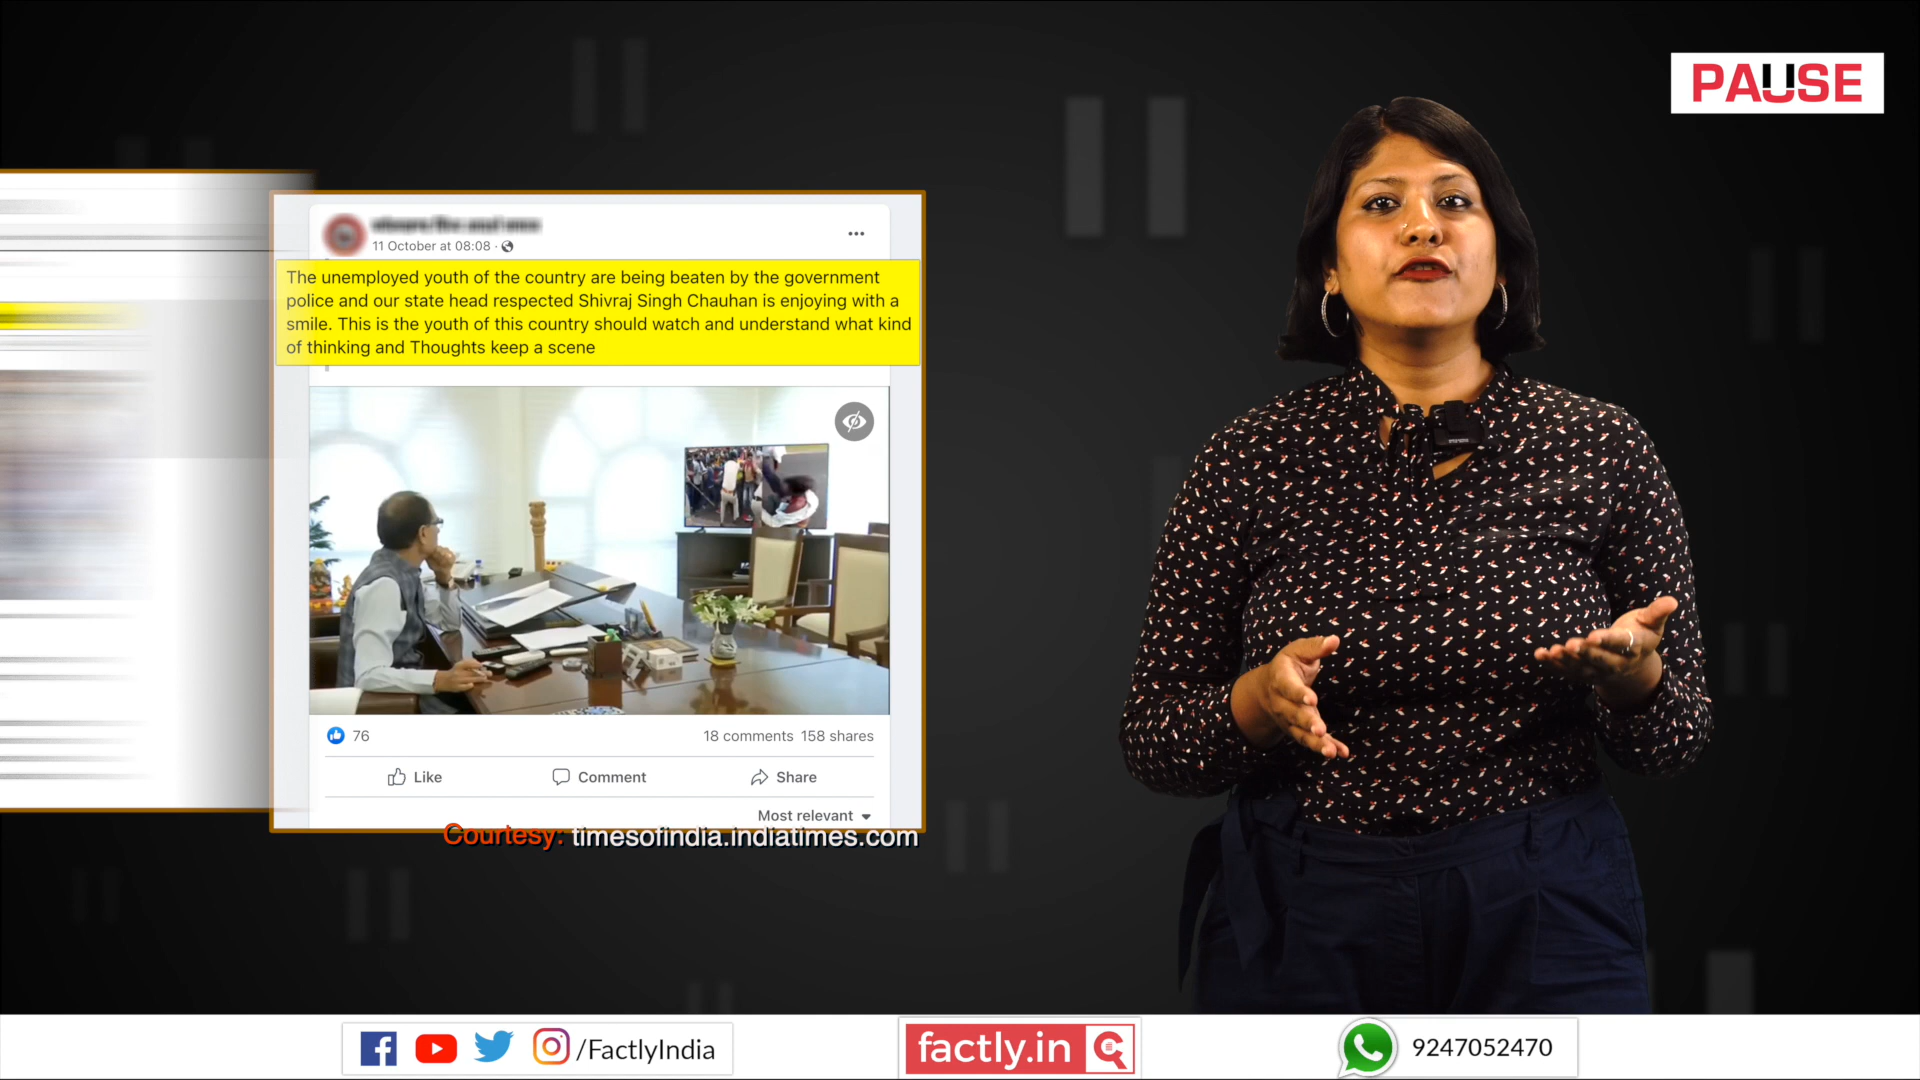 PAUSE
11 October at 08:08
The unemployed youth of the country are being beaten by the government
police and our state head respected Shivraj Singh Chauhan is enjoying with a
smile. This is the youth of this country should watch and understand what kind
of thinking and Thoughts keep a scene
76
18 comments 158 shares
Like Comment Share
Most relevant
Courtesy: timesofindia.indiatimes.com
/FactlyIndia
factly.in
9247052470